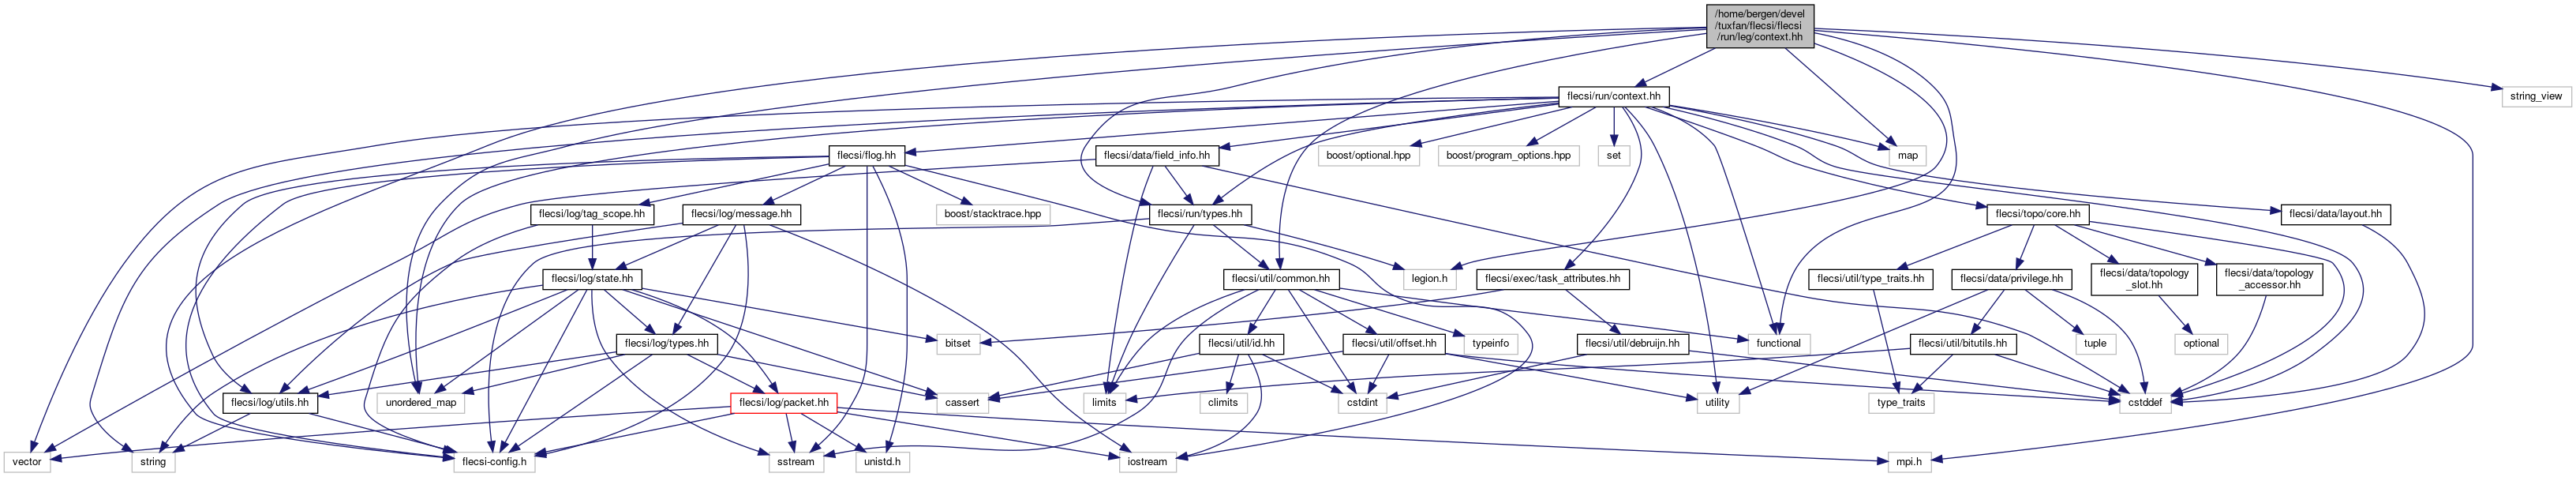 /home/bergen/devel
/tuxfan/flecsi/flecsi
/run/leg/context.hh
flecsi/run/context.hh
string_view
flecsi/flog.hh
flecsi/data/field_info.hh
boost/optional.hpp
boost/program_options.hpp
set
map
flecsi/log/tag_scope.hh
flecsi/log/message.hh
boost/stacktrace.hpp
flecsi/run/types.hh
flecsi/topo/core.hh
flecsi/data/layout.hh
flecsi/log/state.hh
legion.h
flecsi/util/common.hh
flecsi/exec/task_attributes.hh
flecsi/util/type_traits.hh
flecsi/data/privilege.hh
flecsi/data/topology
_slot.hh
flecsi/data/topology
_accessor.hh
flecsi/log/types.hh
bitset
flecsi/util/id.hh
flecsi/util/offset.hh
typeinfo
flecsi/util/debruijn.hh
functional
flecsi/util/bitutils.hh
tuple
optional
flecsi/log/utils.hh
unordered_map
flecsi/log/packet.hh
cassert
limits
climits
cstdint
utility
type_traits
cstddef
vector
string
flecsi-config.h
sstream
unistd.h
iostream
mpi.h